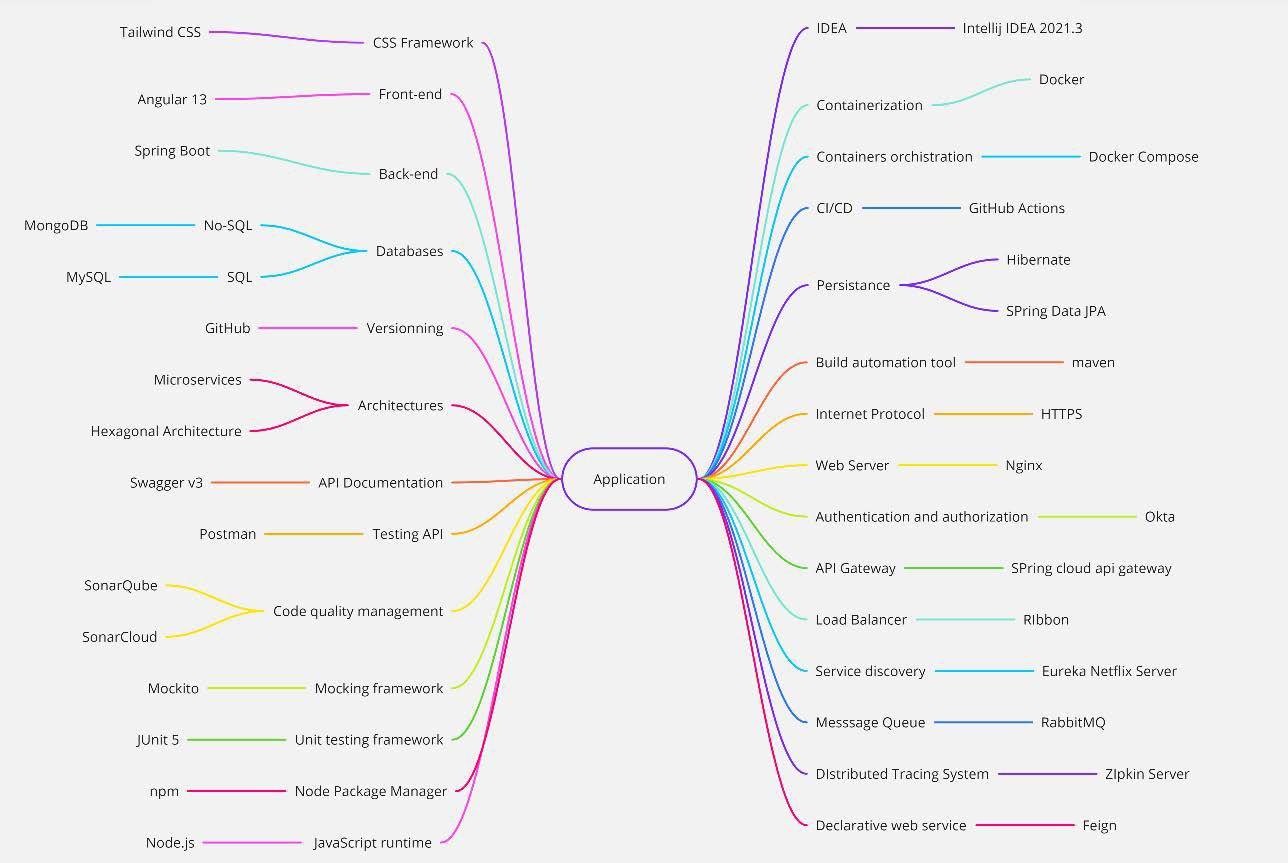 Tailwind CSS
CSS Framework
Angular 13
Front-end
Spring Boot
Back-end
MongoDB
No-SQL
Databases
MySQL
SQL
GitHub
Versionning
Microservices
Architectures
Hexagonal Architecture
Swagger v3
API Documentation
Postman
Testing API
SonarQube
Code quality management
SonarCloud
Mockito
Mocking framework
JUnit 5
Unit testing framework
npm
Node Package Manager
Node.js
JavaScript runtime
Application
IDEA
Intellij IDEA 2021.3
Containerization
Docker
Containers orchistration
Docker Compose
CI/CD
GitHub Actions
Persistance
Hibernate
SPring Data JPA
Build automation tool
maven
Internet Protocol
HTTPS
Web Server
Nginx
Authentication and authorization
Okta
API Gateway
SPring cloud api gateway
Load Balancer
RIbbon
Service discovery
Eureka Netflix Server
Messsage Queue
RabbitMQ
DIstributed Tracing System
ZIpkin Server
Declarative web service
Feign